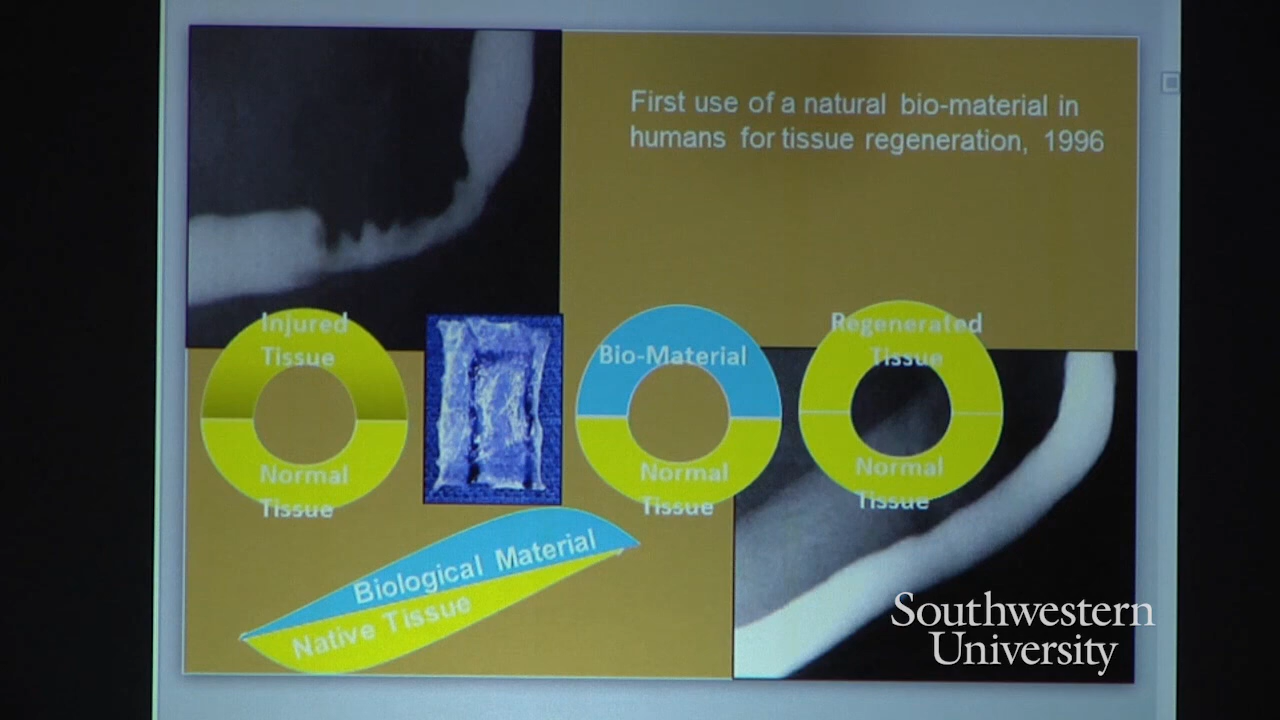 First use of a natural bio-material in
humans for tissue regeneration, 1996
Injured
Tissue
Normal
Tissue
Bio-Material
Normal
Tissue
Regenerated
Tissue
Normal
Tissue
Biological Material
Native Tissue
Southwestern
University